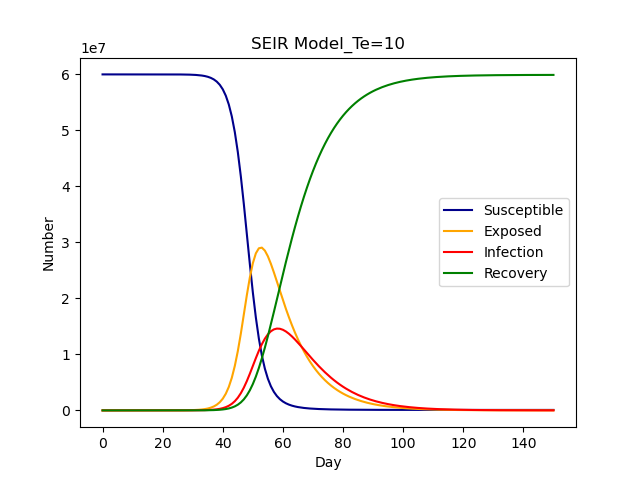 SEIR Model_Te=10
1e7
6
5
4
3
2
1
0
Number
Susceptible
Exposed
Infection
Recovery
0 20 40 60 80 100 120 140
Day